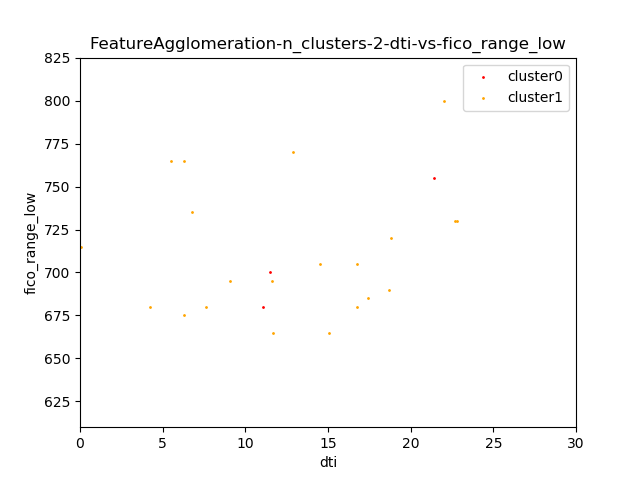 FeatureAgglomeration-n_clusters-2-dti-vs-fico_range_low
825
800
775
750
725
700
675
650
625
fico_range_low
cluster0
cluster1
0 5 10 15 20 25 30
dti